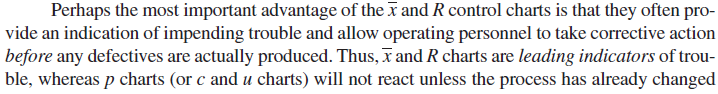 Perhaps the most important advantage of the x̅ and R control charts is that they often pro-
vide an indication of impending trouble and allow operating personnel to take corrective action
before any defectives are actually produced. Thus, x̅ and R charts are leading indicators of trou-
ble, whereas p charts (or c and u charts) will not react unless the process has already changed